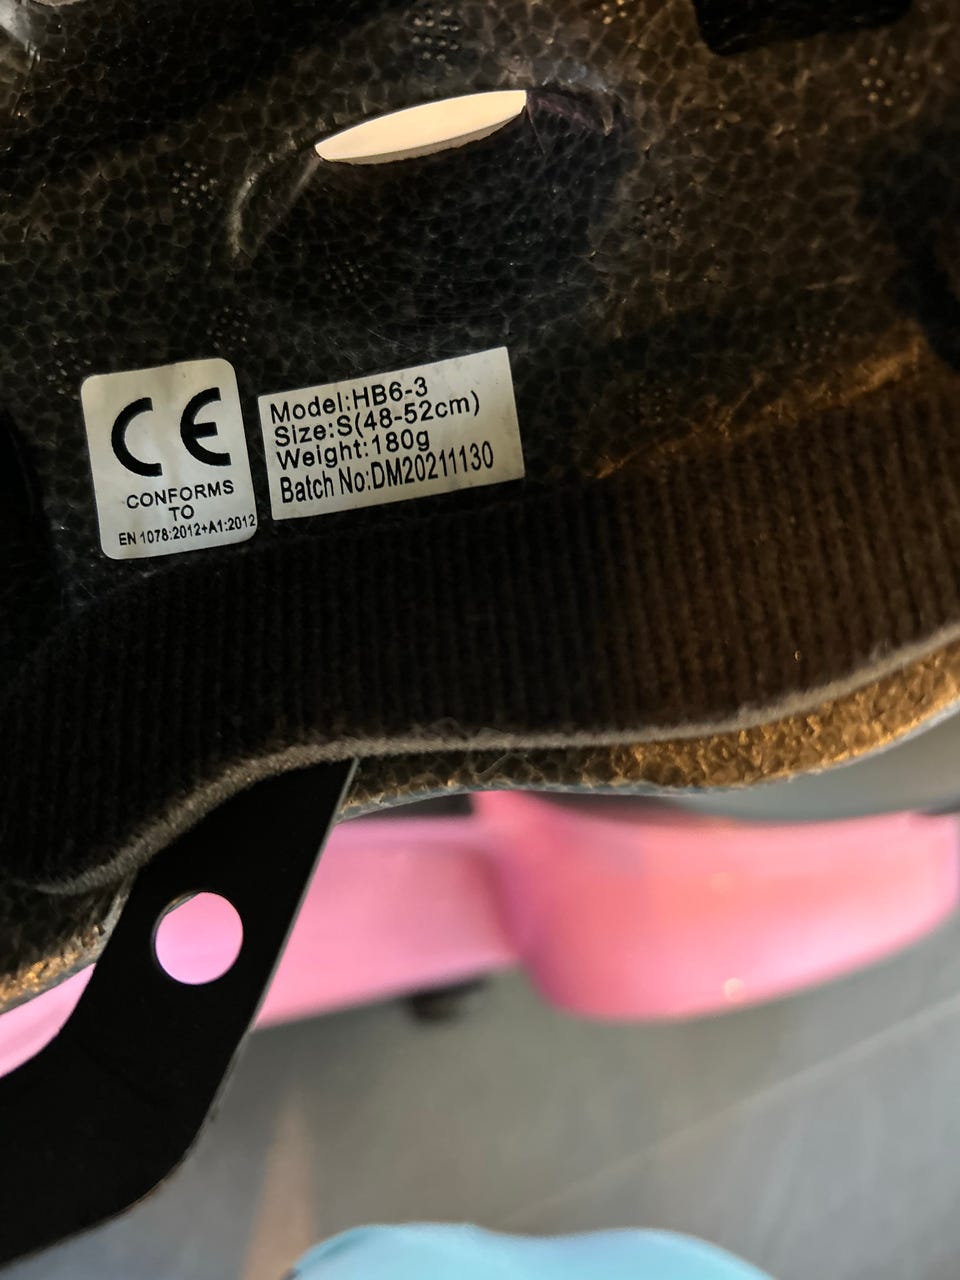 CE
CONFORMS
TO
EN 1078:2012+A1:2012
Model:HB6-3
Size:S(48-52cm)
Weight:180g
Batch No:DM20211130